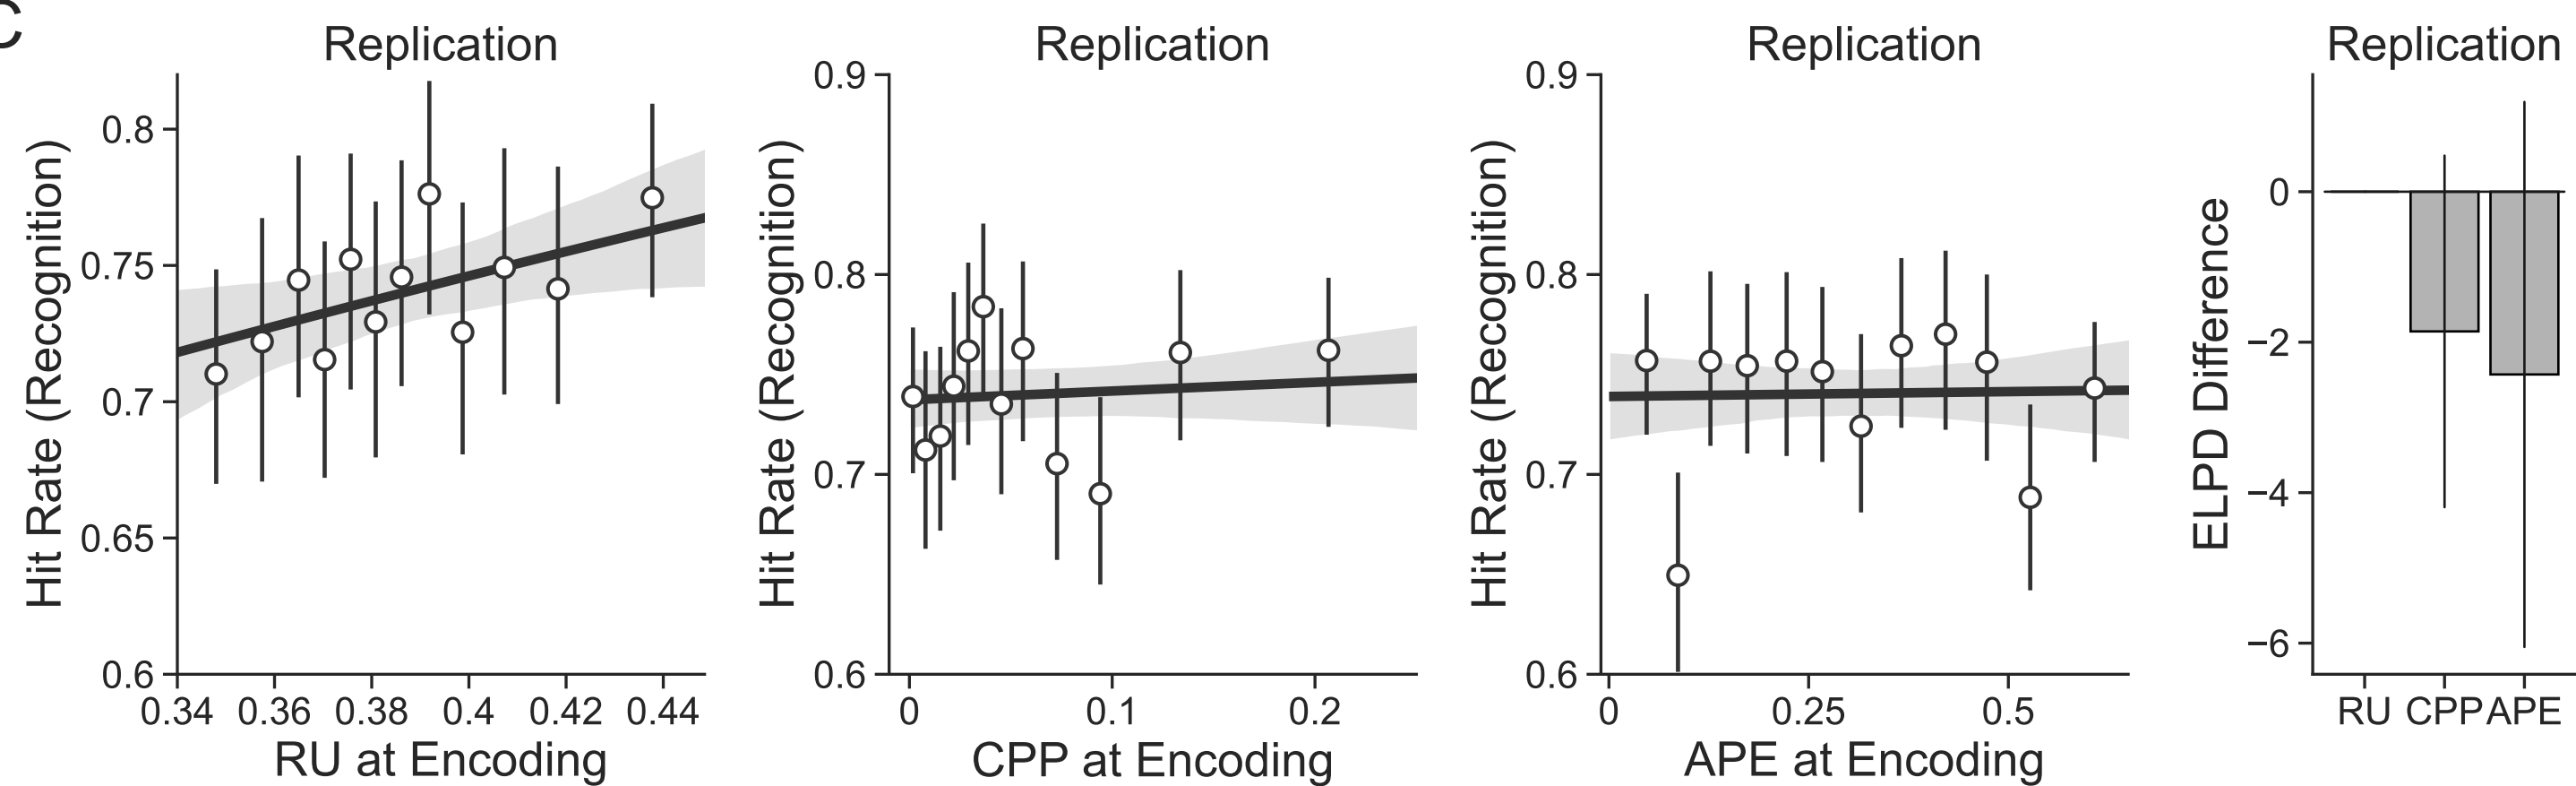 C
Replication
Hit Rate (Recognition)
0.8
0.75
0.7
0.65
0.6
0.34 0.36 0.38 0.4 0.42 0.44
RU at Encoding
Replication
Hit Rate (Recognition)
0.9
0.8
0.7
0.6
0 0.1 0.2
CPP at Encoding
Replication
Hit Rate (Recognition)
0.9
0.8
0.7
0.6
0 0.25 0.5
APE at Encoding
Replication
ELPD Difference
0
−2
−4
−6
RU CPP APE